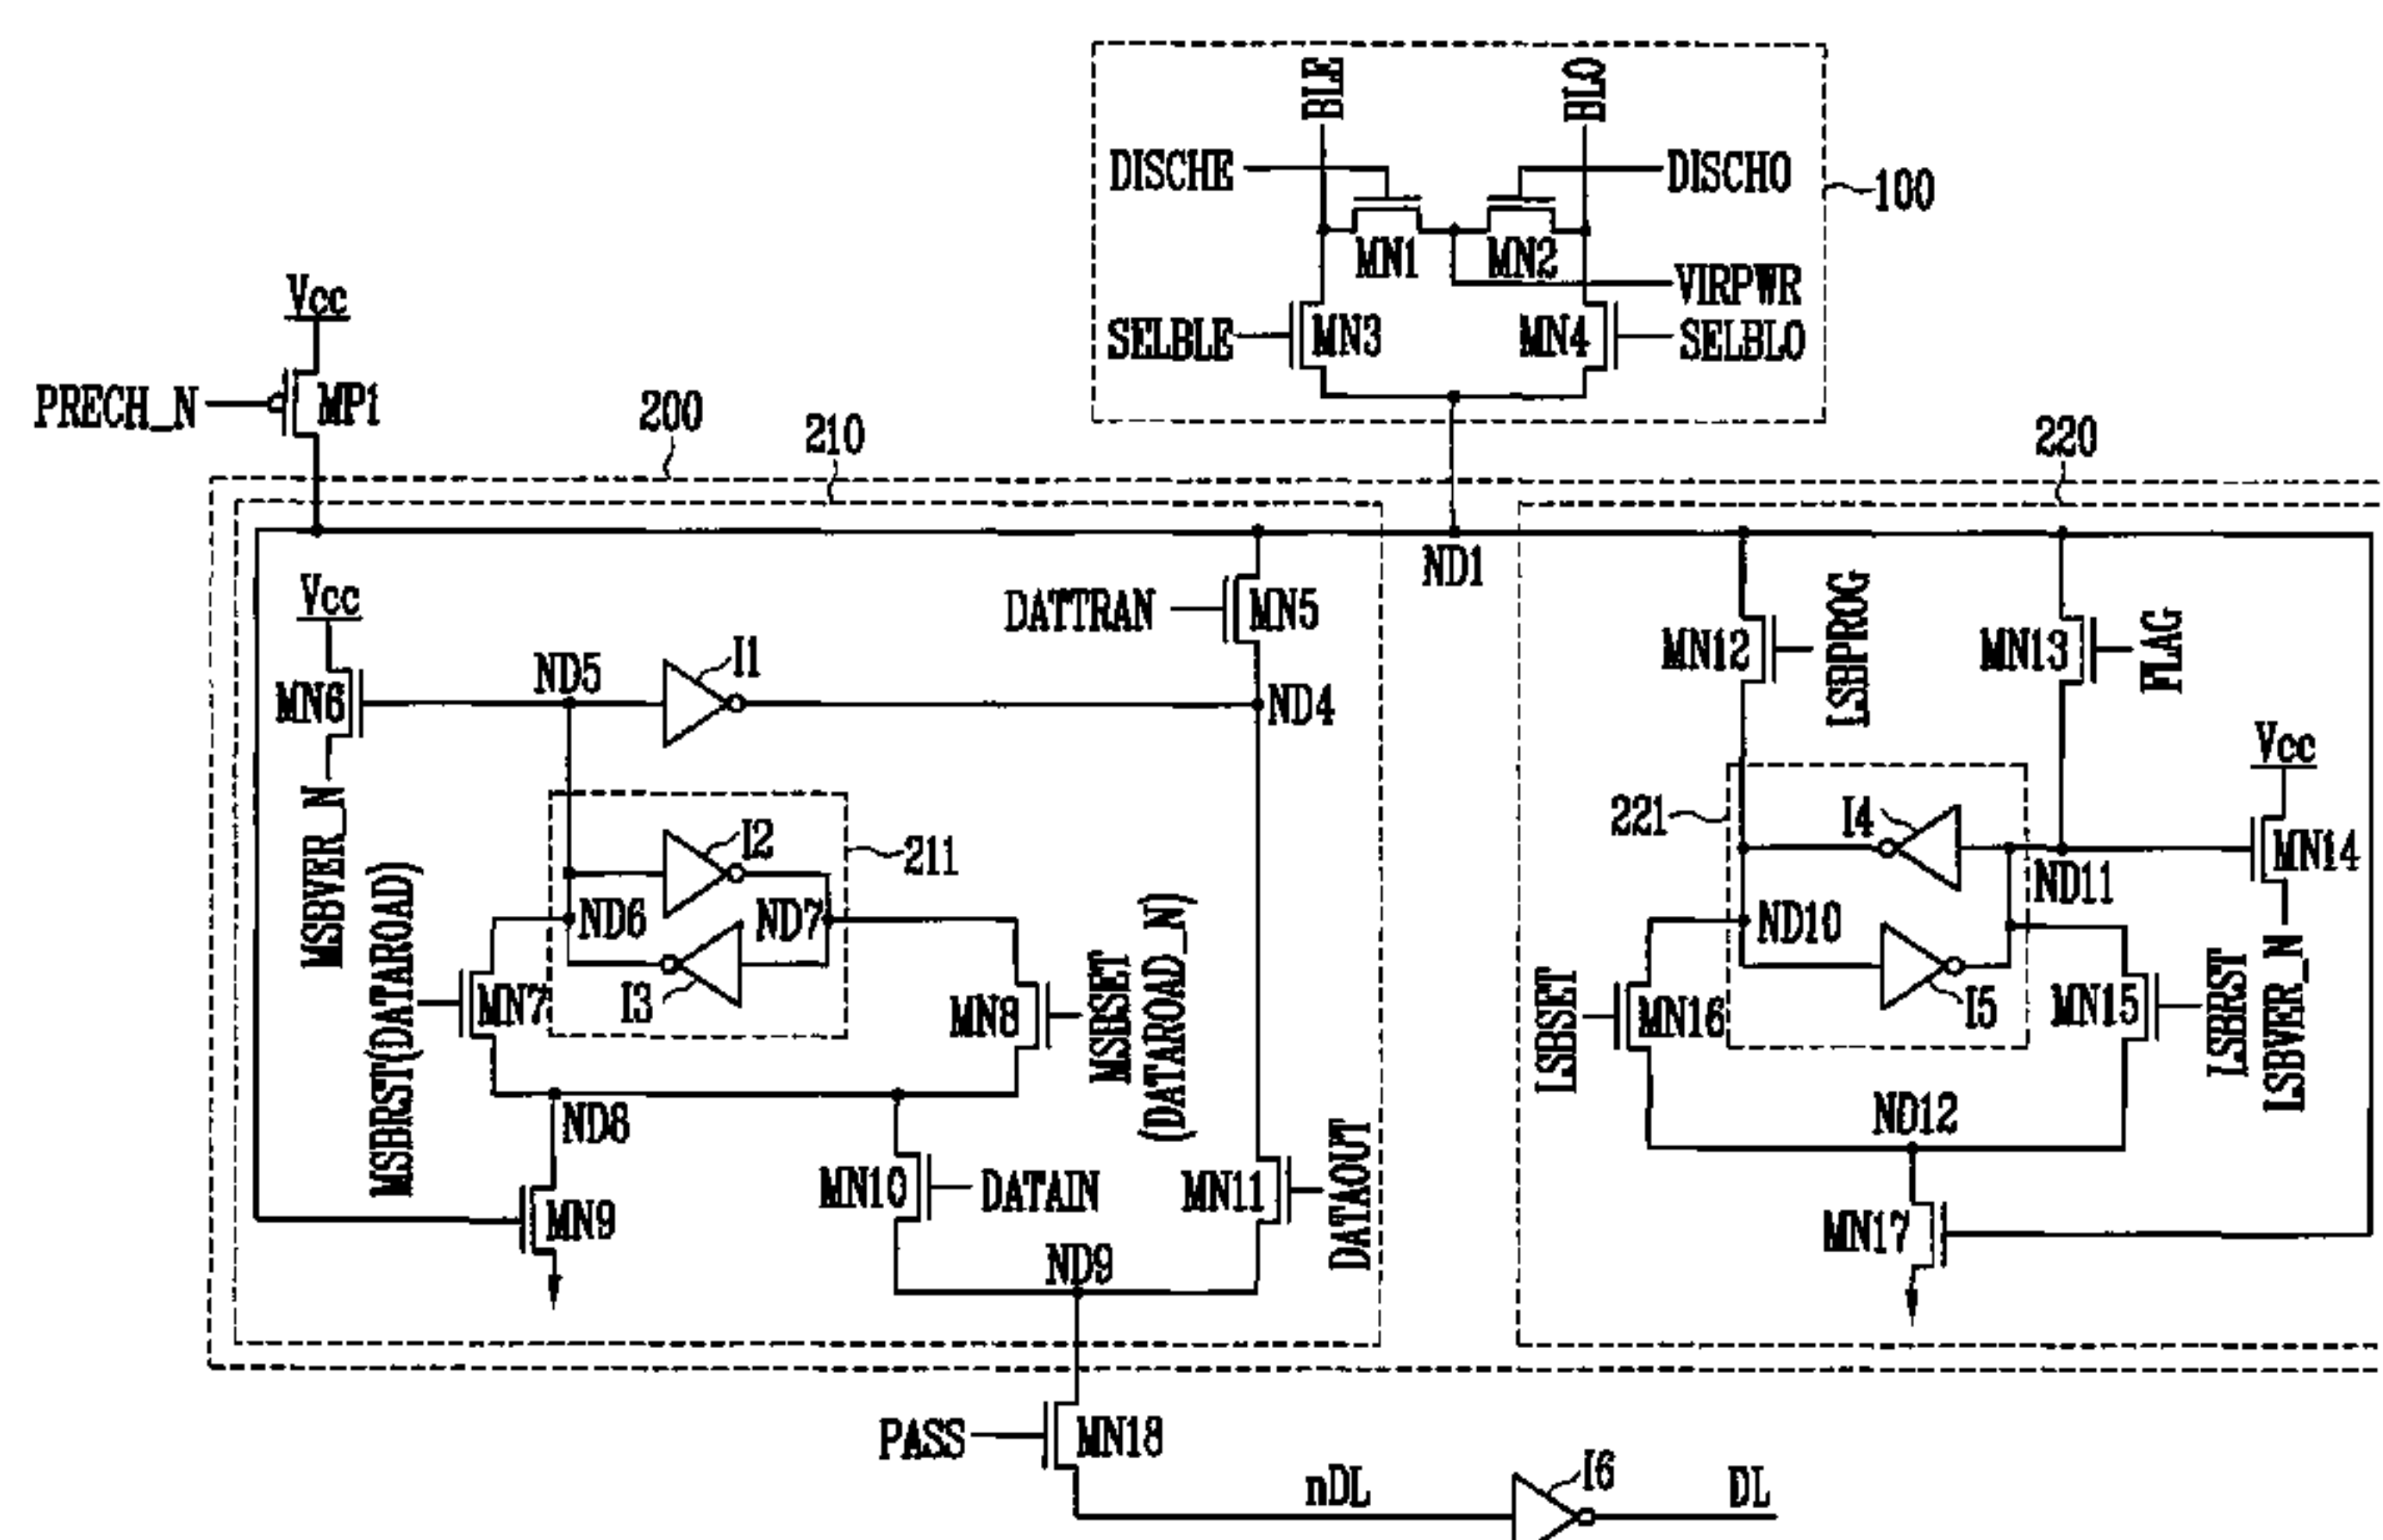 BLE
BLO
DISCHE
DISCHO
100
MN1
MN2
VIRPWR
SELBLE
MN3
MN4
SELBLO
Vcc
PRECH_N
MP1
200
210
220
ND1
Vcc
DATTRAN
MN5
MN6
ND5
I1
ND4
MN12
LSBPROG
MN13
FLAG
MSBVER_N
I2
211
ND6
ND7
I3
MSBRST(DATAROAD)
MN7
MN8
MSBSET
(DATAROAD_N)
221
I4
ND11
Vcc
MN14
ND10
LSBSET
MN16
I5
MN15
LSBRST
LSBVER_N
ND8
ND12
MN9
MN10
DATAIN
MN11
DATAOUT
MN17
ND9
PASS
MN18
nDL
I6
DL